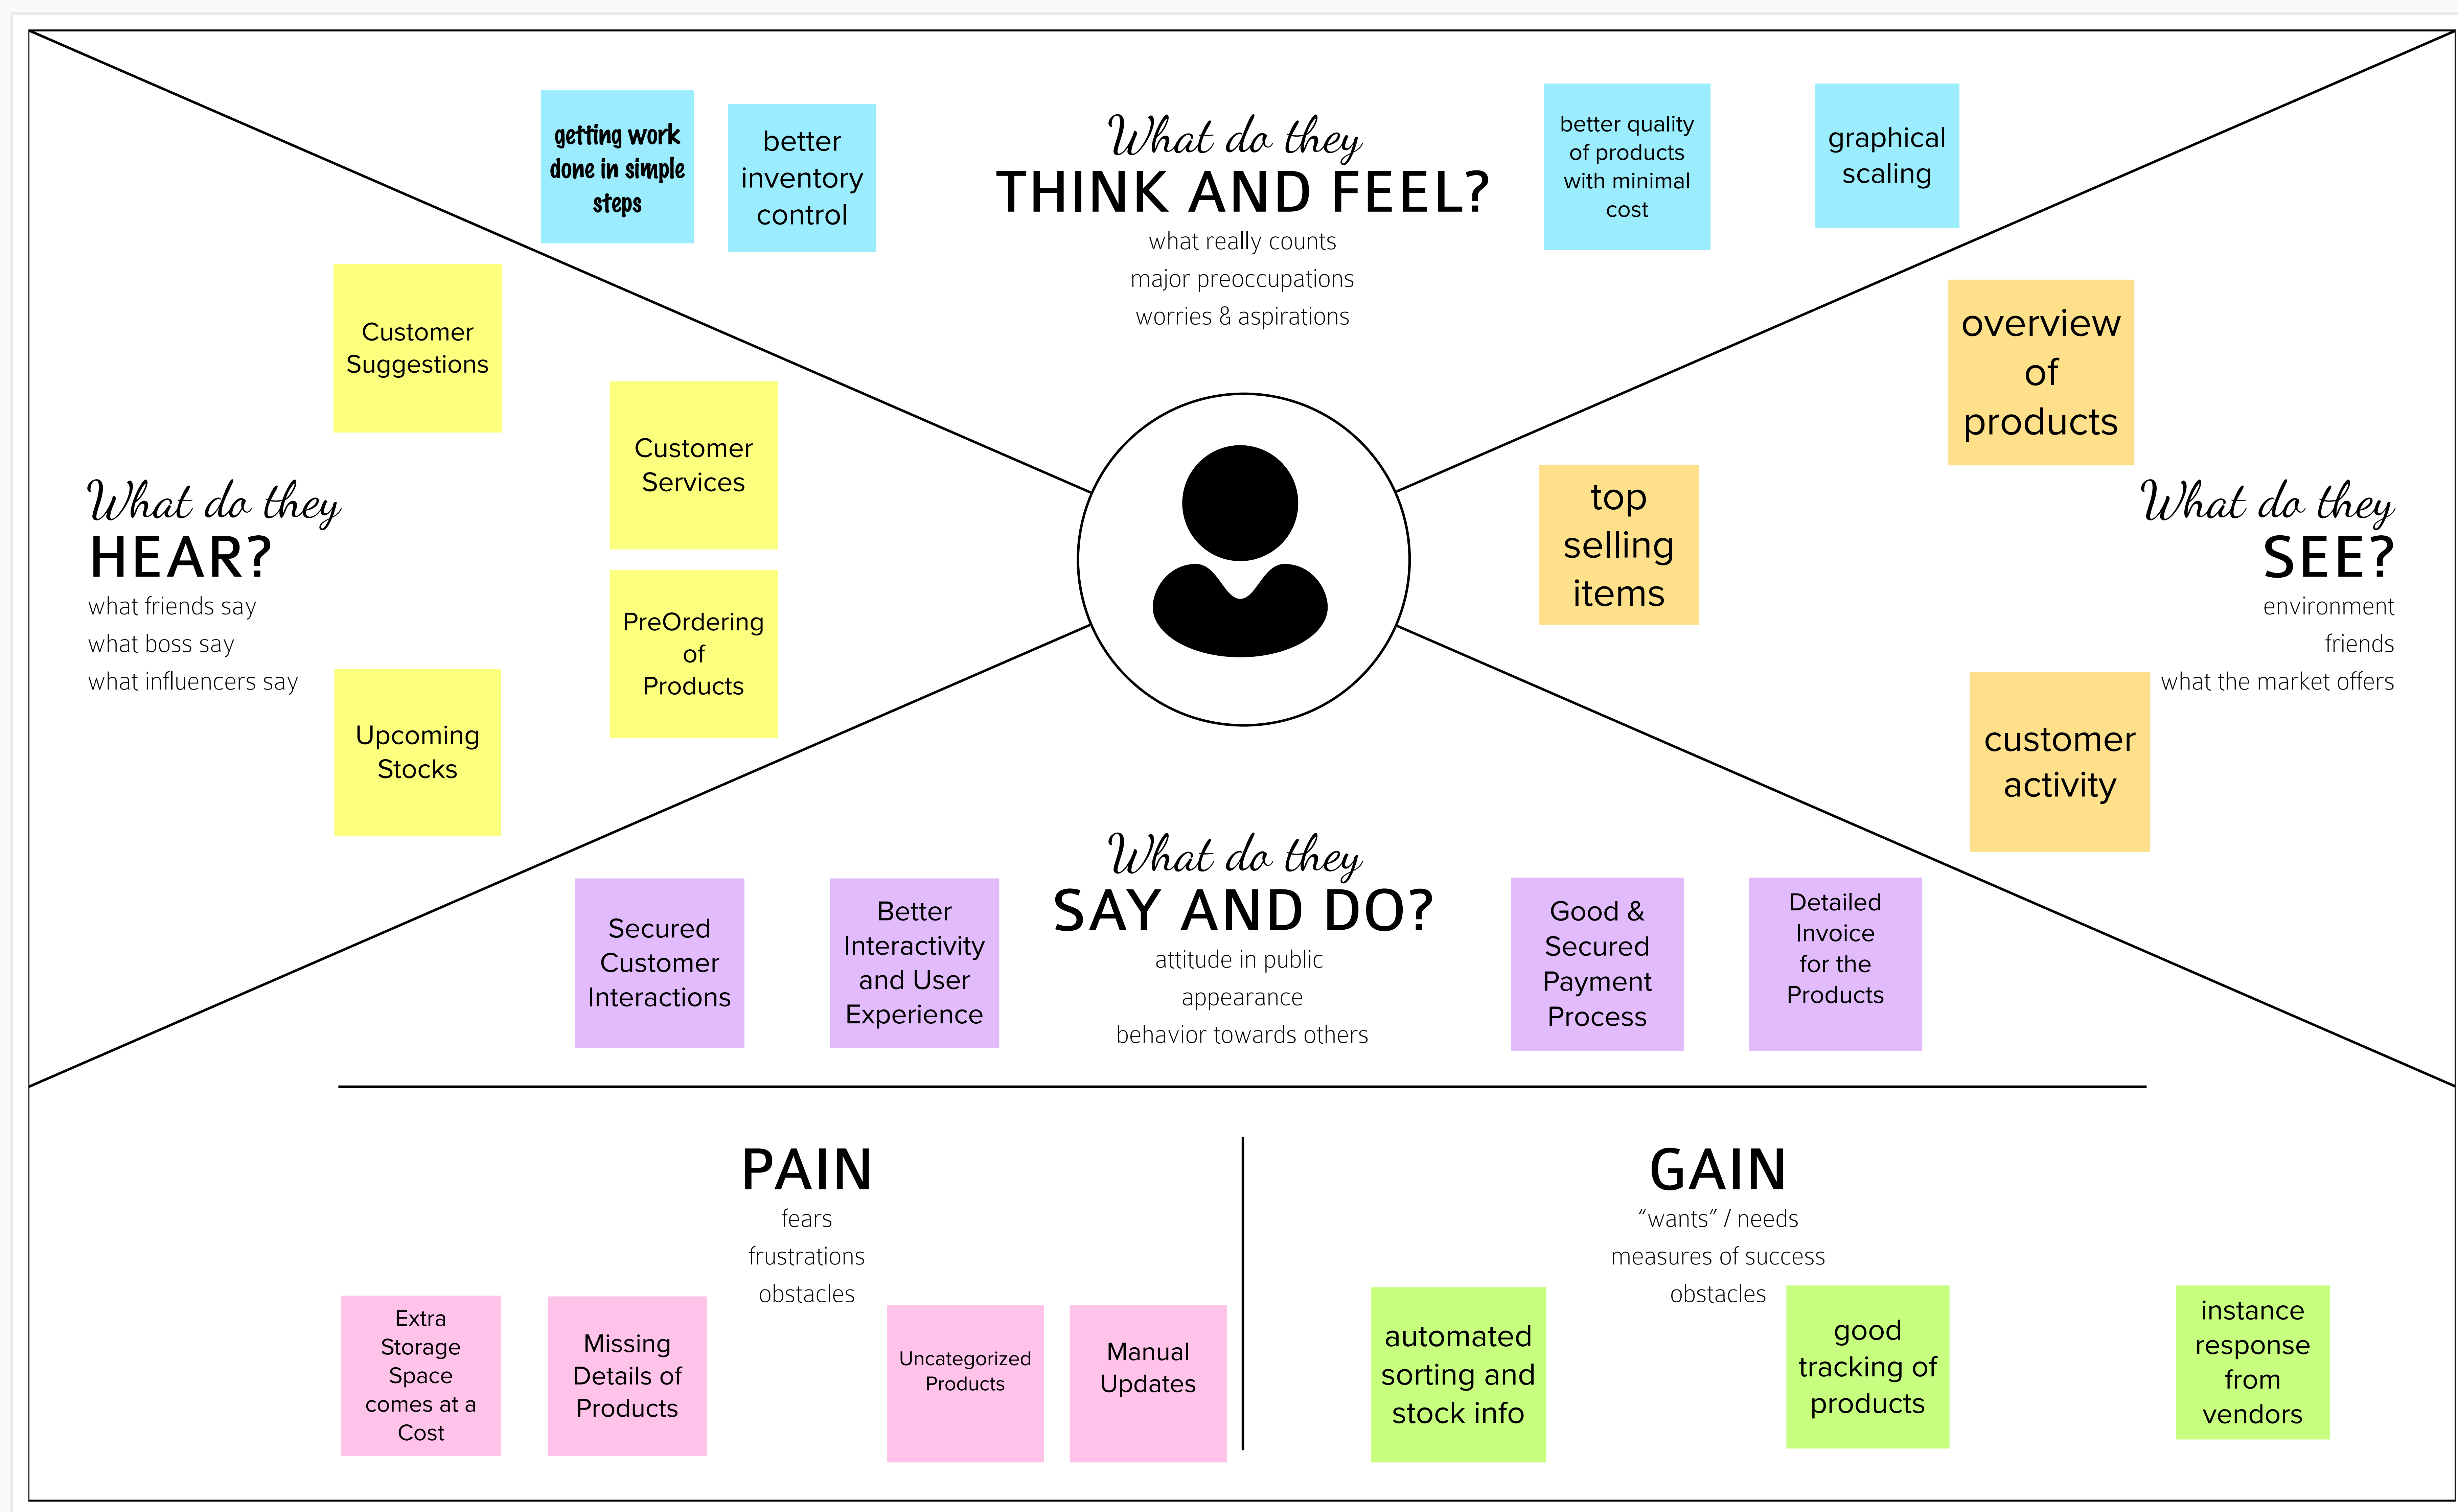 getting work
done in simple
steps
better
inventory
control
What do they
THINK AND FEEL?
what really counts
major preoccupations
worries & aspirations
better quality
of products
with minimal
cost
graphical
scaling
Customer
Suggestions
Customer
Services
What do they
HEAR?
what friends say
what boss say
what influencers say
PreOrdering
of
Products
Upcoming
Stocks
overview
of
products
top
selling
items
What do they
SEE?
environment
friends
what the market offers
customer
activity
Secured
Customer
Interactions
Better
Interactivity
and User
Experience
What do they
SAY AND DO?
attitude in public
appearance
behavior towards others
Good &
Secured
Payment
Process
Detailed
Invoice
for the
Products
PAIN
fears
frustrations
obstacles
Extra
Storage
Space
comes at a
Cost
Missing
Details of
Products
Uncategorized
Products
Manual
Updates
GAIN
“wants” / needs
measures of success
obstacles
automated
sorting and
stock info
good
tracking of
products
instance
response
from
vendors